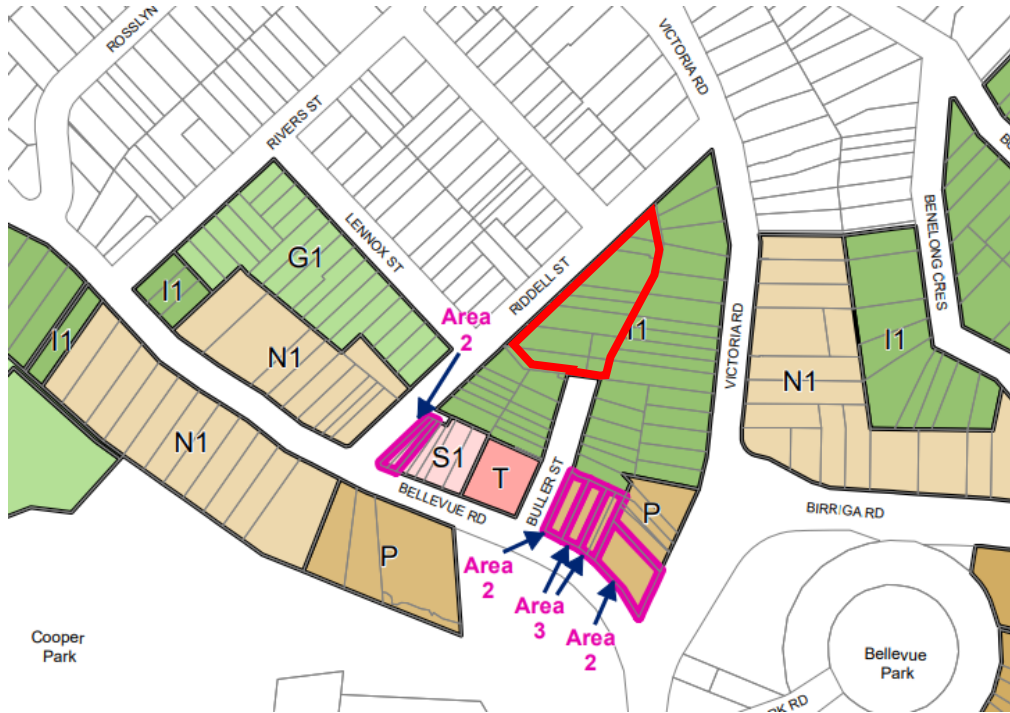 ROSSLYN
RIVERS ST
VICTORIA RD
LENNOX ST
G1
I1
RIDDELL ST
BENELONG CRES
I1
N1
Area
2
I1
VICTORIA RD
N1
I1
N1
S1
T
BELLEVUE RD
BULLER ST
P
BIRRIGA RD
P
Area
2
Area
3
Area
2
Cooper
Park
Bellevue
Park
RK RD